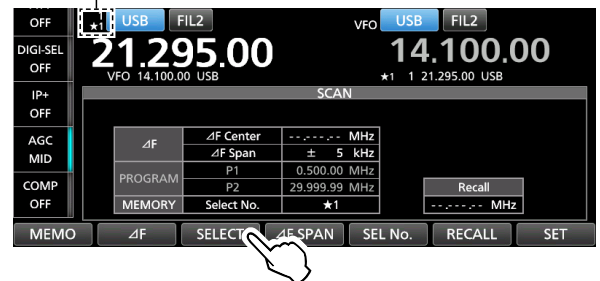 OFF
★1 USB FIL2 VFO USB FIL2
DIGI-SEL
OFF
21.295.00 14.100.00
VFO 14.100.00 USB ★1 1 21.295.00 USB
IP+
OFF
SCAN
AGC
MID
⊿F ⊿F Center --.---.-- MHz
⊿F Span ± 5 kHz
PROGRAM P1 0.500.00 MHz
P2 29.999.99 MHz
MEMORY Select No. ★1
Recall
--.---.-- MHz
COMP
OFF
MEMO ⊿F SELECT ⊿F SPAN SEL No. RECALL SET